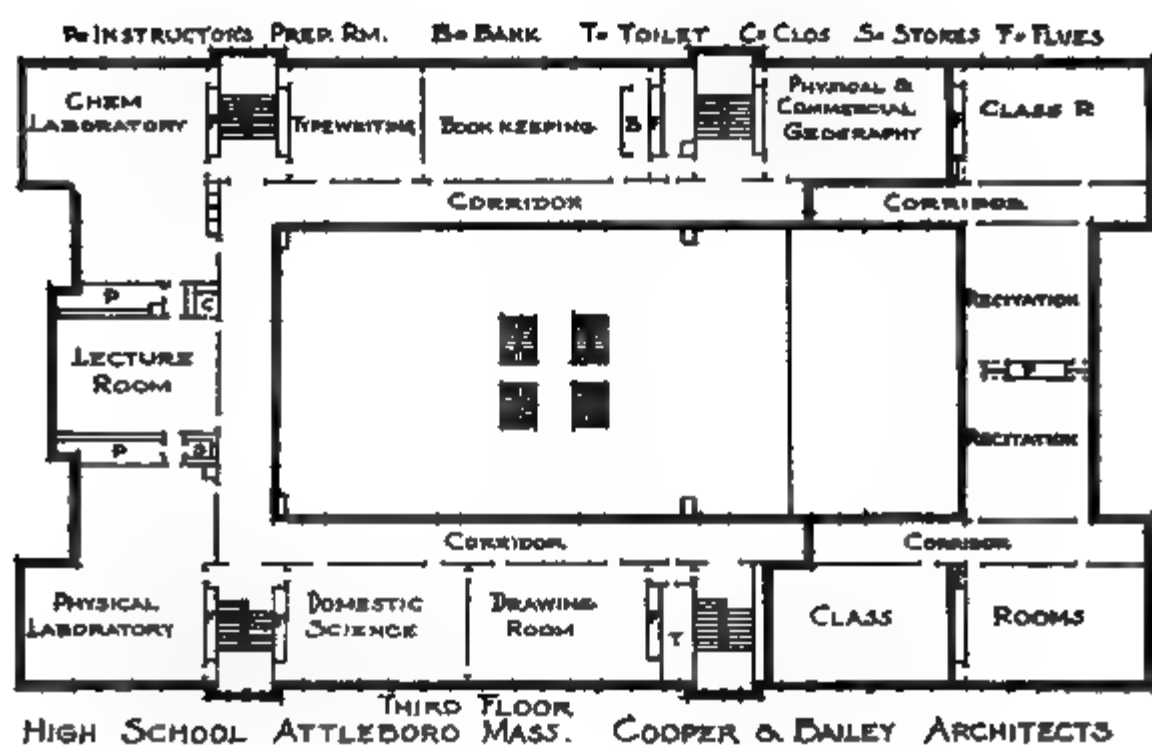 P= INSTRUCTORS PREP. RM. B= BANK T= TOILET C= CLOS S= STORES F= FLUES
CHEM
LABORATORY
TYPEWRITING
BOOK KEEPING
B
PHYSICAL &
COMMERCIAL
GEOGRAPHY
CLASS R
CORRIDOR
CORRIDOR
P
C
RECITATION
LECTURE
ROOM
F
P
S
RECITATION
CORRIDOR
CORRIDOR
PHYSICAL
LABORATORY
DOMESTIC
SCIENCE
DRAWING
ROOM
T
CLASS
ROOMS
THIRD FLOOR
HIGH SCHOOL ATTLEBORO MASS. COOPER & BAILEY ARCHITECTS